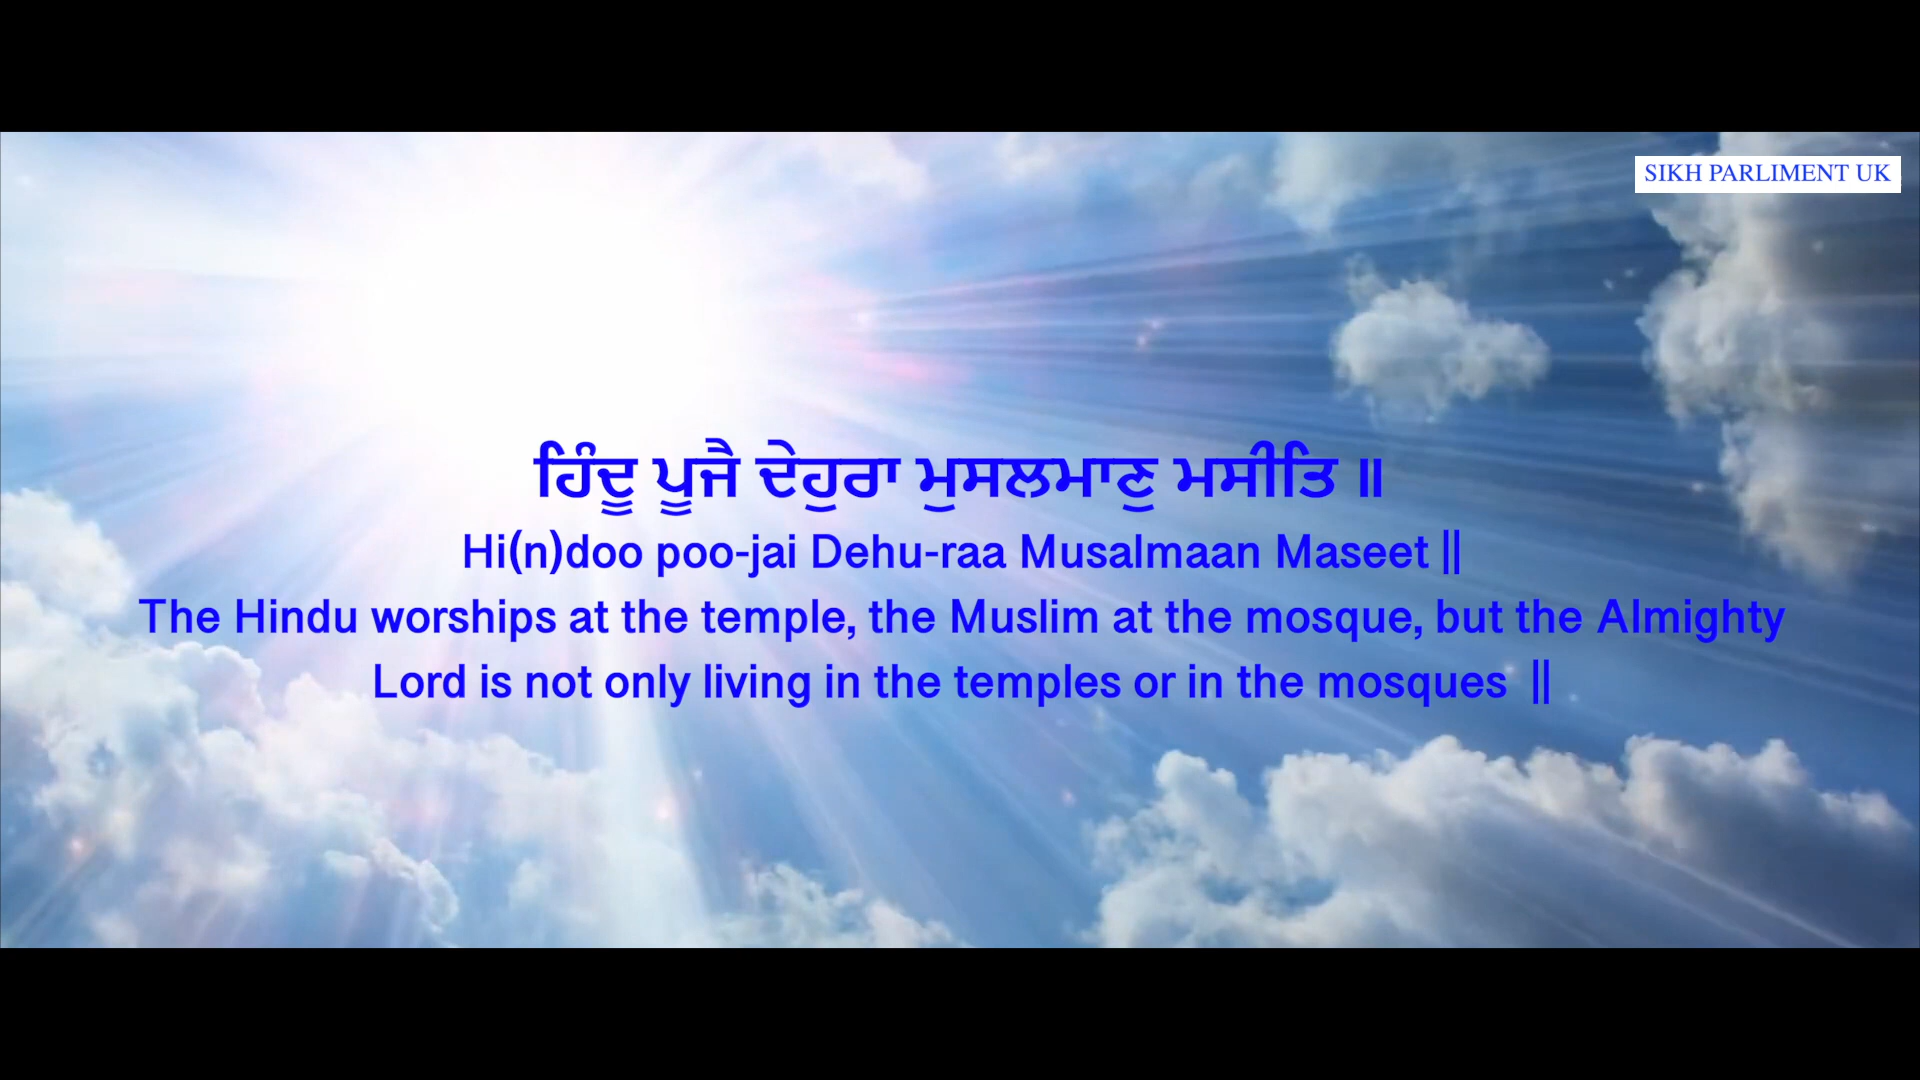 SIKH PARLIMENT UK
ਹਿੰਦੂ ਪੂਜੈ ਦੇਹੁਰਾ ਮੁਸਲਮਾਣੁ ਮਸੀਤਿ ॥
Hi(n)doo poo-jai Dehu-raa Musalmaan Maseet ||
The Hindu worships at the temple, the Muslim at the mosque, but the Almighty
Lord is not only living in the temples or in the mosques ||